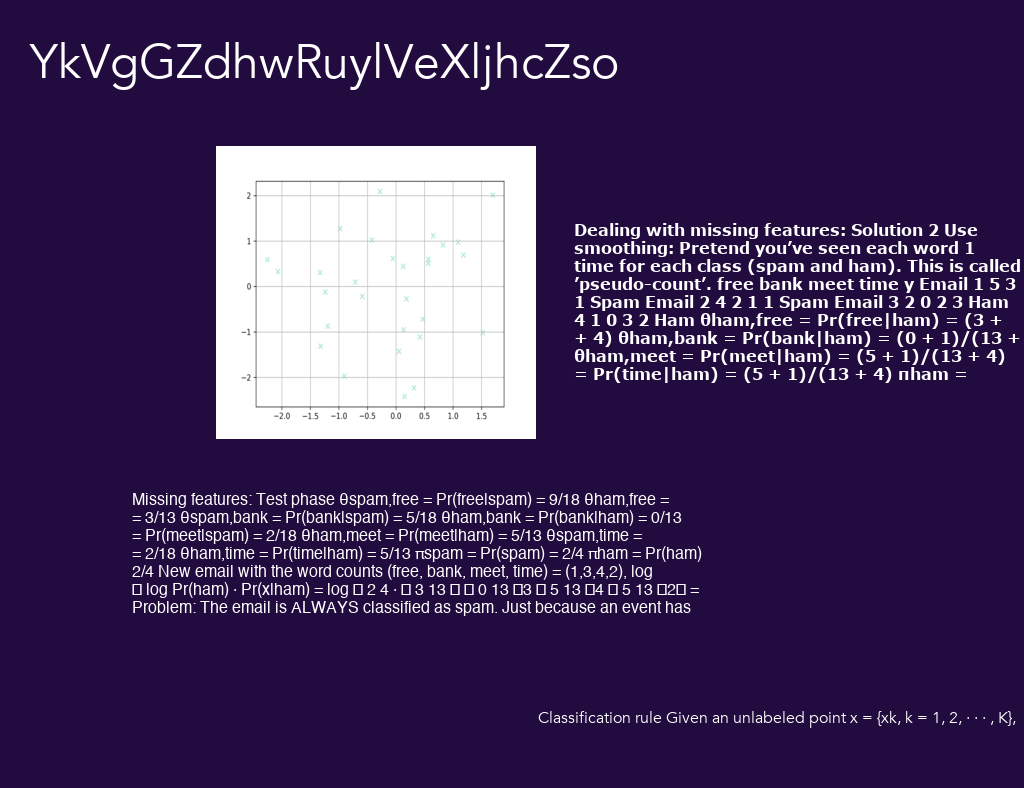 YkVgGZdhwRuylVeXljhcZso
2
1
0
−1
−2
−2.0 −1.5 −1.0 −0.5 0.0 0.5 1.0 1.5
Dealing with missing features: Solution 2 Use
smoothing: Pretend you’ve seen each word 1
time for each class (spam and ham). This is called
’pseudo-count’. free bank meet time y Email 1 5 3
1 Spam Email 2 4 2 1 1 Spam Email 3 2 0 2 3 Ham
4 1 0 3 2 Ham θham,free = Pr(free|ham) = (3 +
+ 4) θham,bank = Pr(bank|ham) = (0 + 1)/(13 +
θham,meet = Pr(meet|ham) = (5 + 1)/(13 + 4)
= Pr(time|ham) = (5 + 1)/(13 + 4) πham =
Missing features: Test phase θspam,free = Pr(free|spam) = 9/18 θham,free =
= 3/13 θspam,bank = Pr(bank|spam) = 5/18 θham,bank = Pr(bank|ham) = 0/13
= Pr(meet|spam) = 2/18 θham,meet = Pr(meet|ham) = 5/13 θspam,time =
= 2/18 θham,time = Pr(time|ham) = 5/13 πspam = Pr(spam) = 2/4 πham = Pr(ham)
2/4 New email with the word counts (free, bank, meet, time) = (1,3,4,2), log
log Pr(ham) · Pr(x|ham) = log 2 4 · 3 13 0 13 3 5 13 4 5 13 2 =
Problem: The email is ALWAYS classified as spam. Just because an event has
Classification rule Given an unlabeled point x = {xk, k = 1, 2, · · · , K},